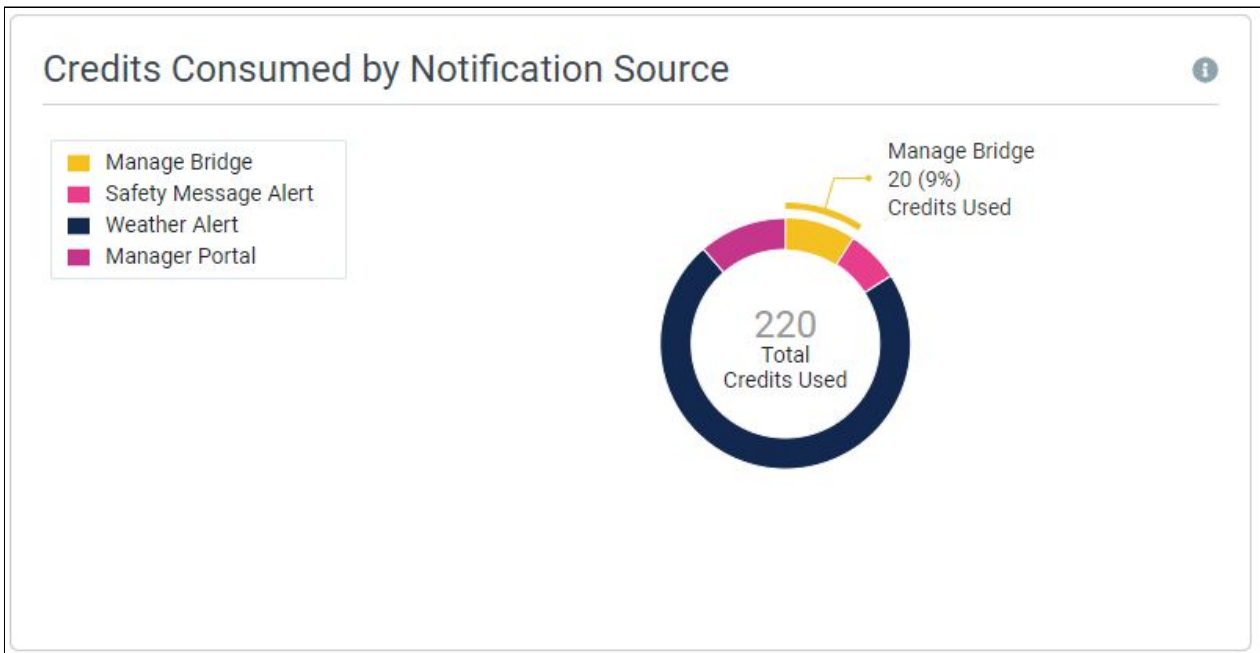 Credits Consumed by Notification Source
Manage Bridge
Safety Message Alert
Weather Alert
Manager Portal
Manage Bridge
20 (9%)
Credits Used
220
Total
Credits Used